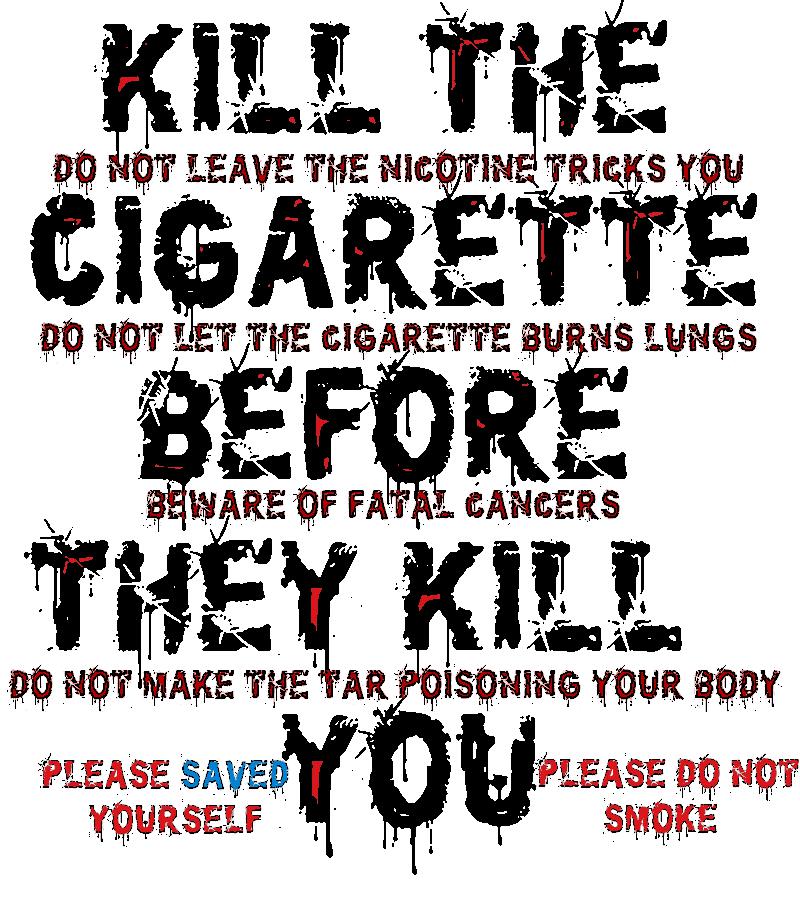 KILL THE
DO NOT LEAVE THE NICOTINE TRICKS YOU
CIGARETTE
DO NOT LET THE CIGARETTE BURNS LUNGS
BEFORE
BEWARE OF FATAL CANCERS
THEY KILL
DO NOT MAKE THE TAR POISONING YOUR BODY
YOU
PLEASE SAVED
YOURSELF
PLEASE DO NOT
SMOKE